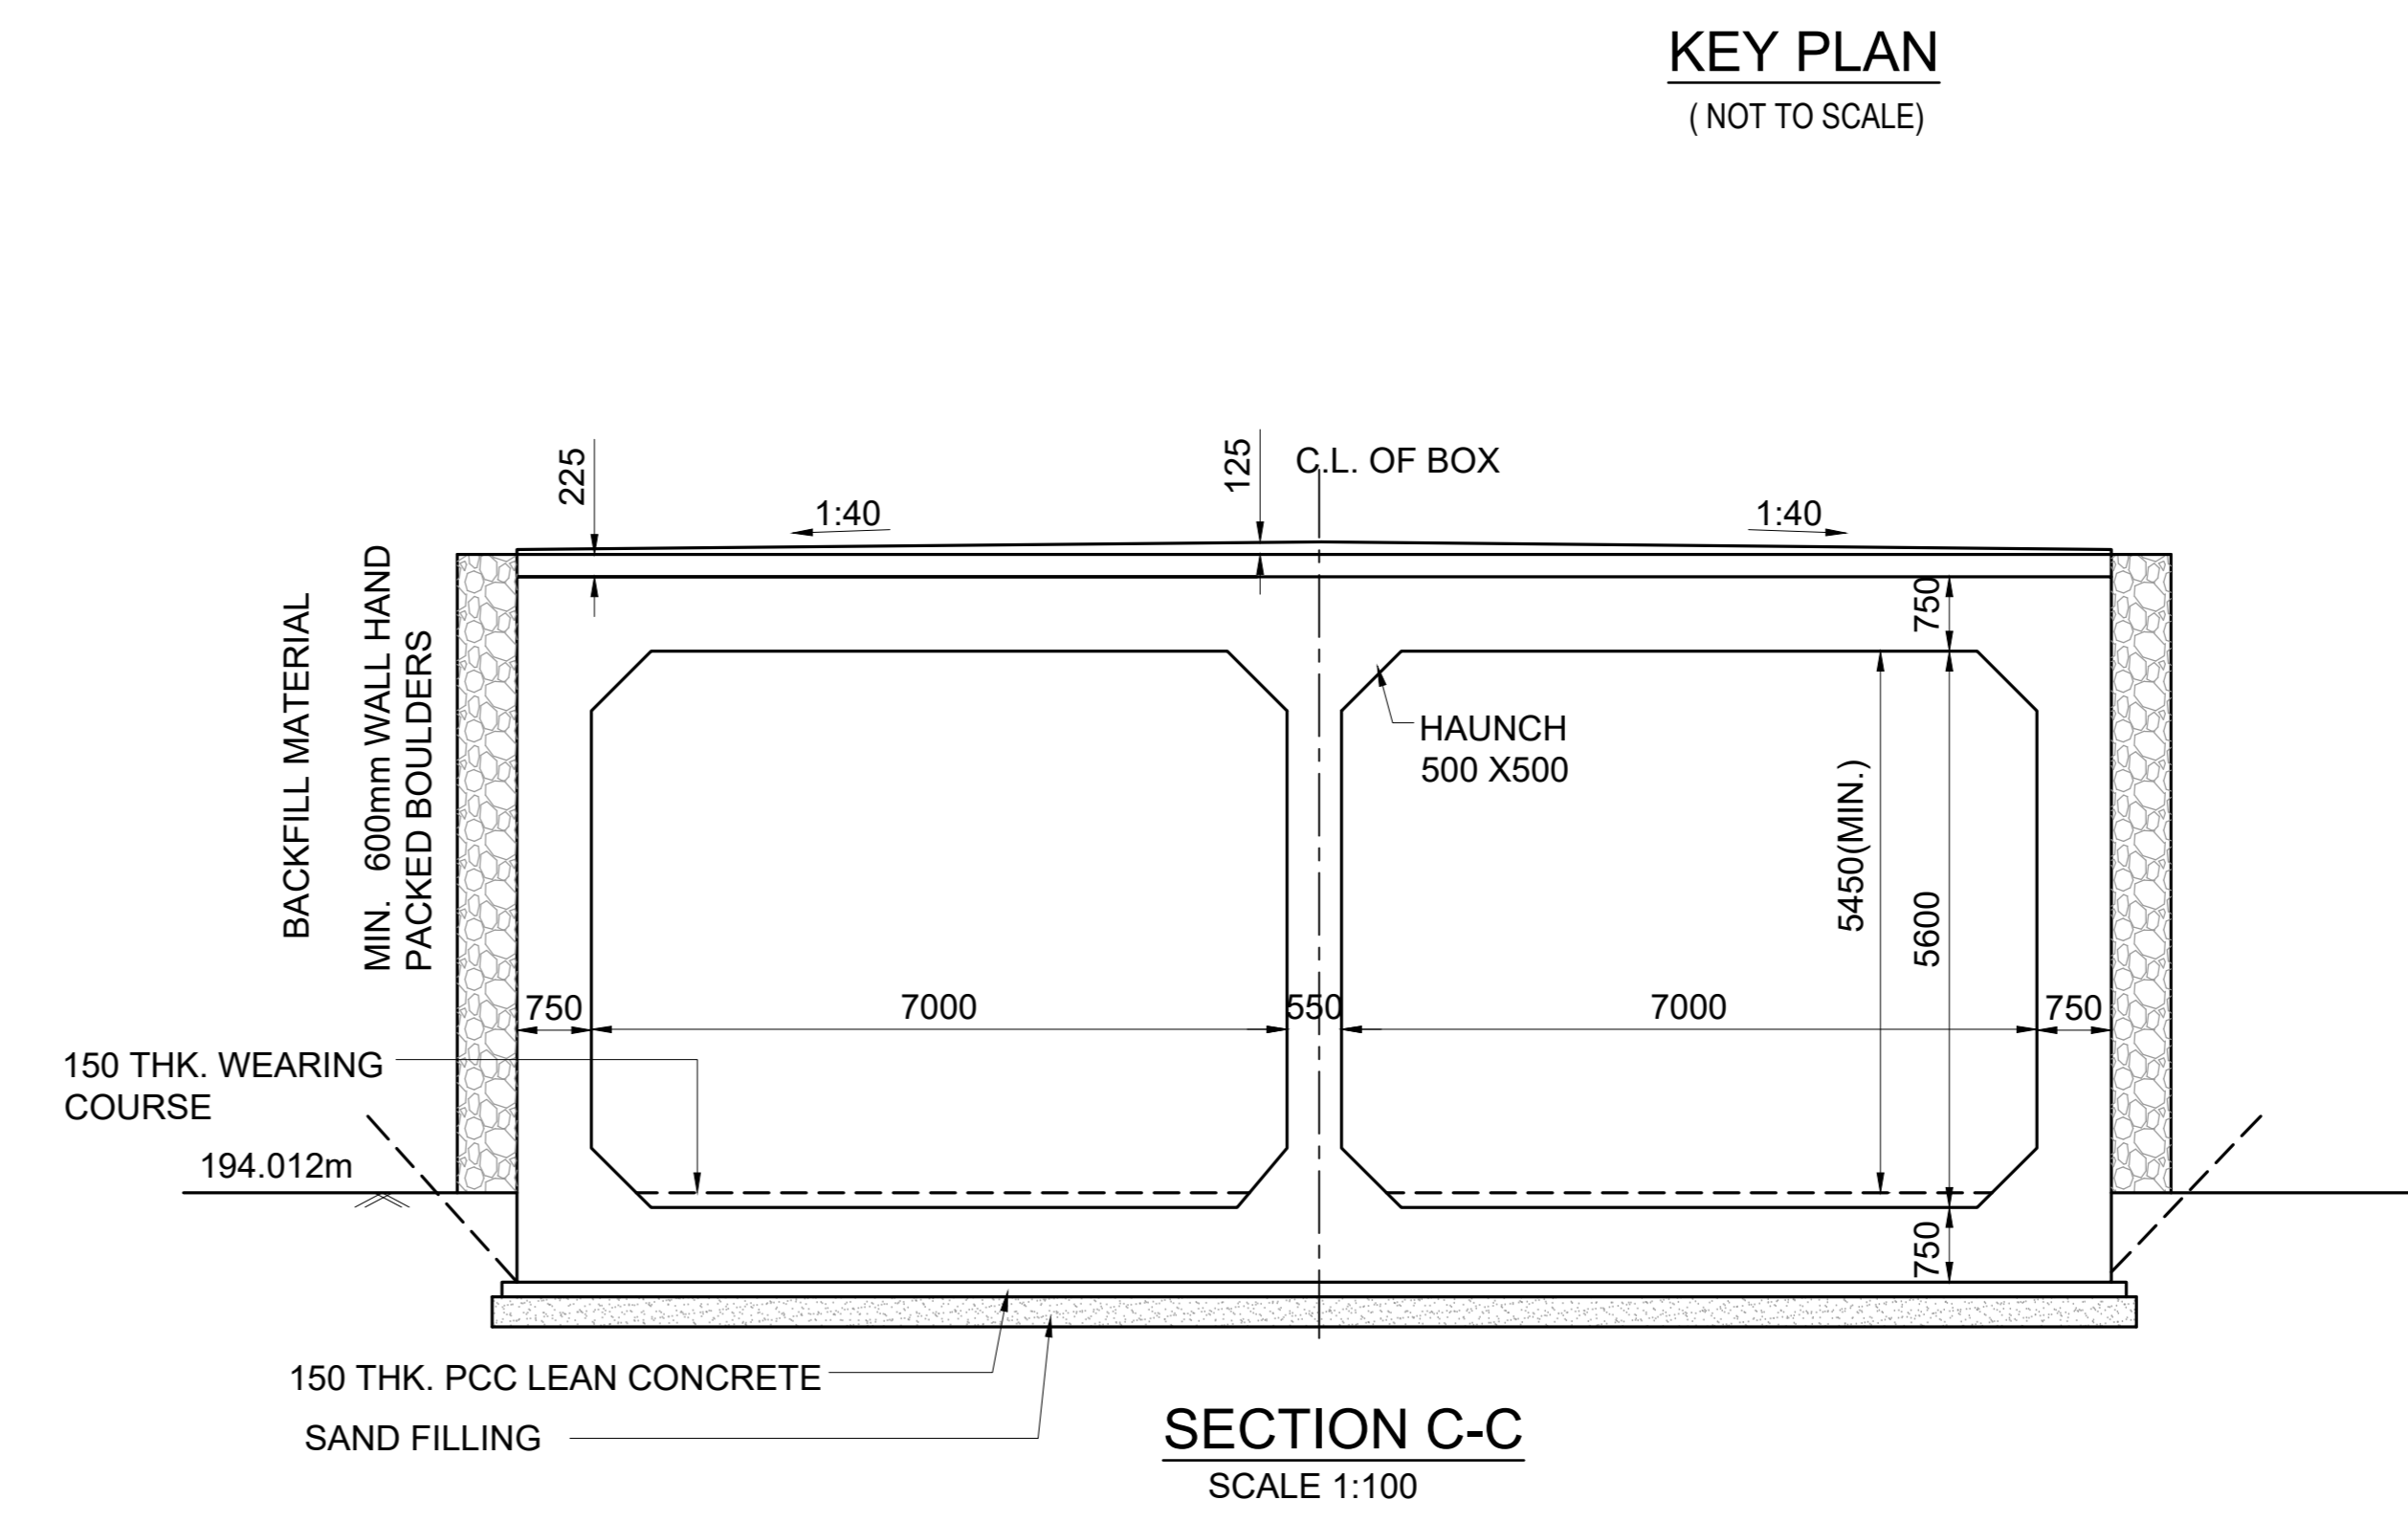 KEY PLAN
( NOT TO SCALE)
225
125
C.L. OF BOX
1:40
1:40
BACKFILL MATERIAL
MIN. 600mm WALL HAND
PACKED BOULDERS
750
HAUNCH
500 X500
5450(MIN.)
5600
750
7000
550
7000
750
150 THK. WEARING
COURSE
194.012m
750
150 THK. PCC LEAN CONCRETE
SAND FILLING
SECTION C-C
SCALE 1:100